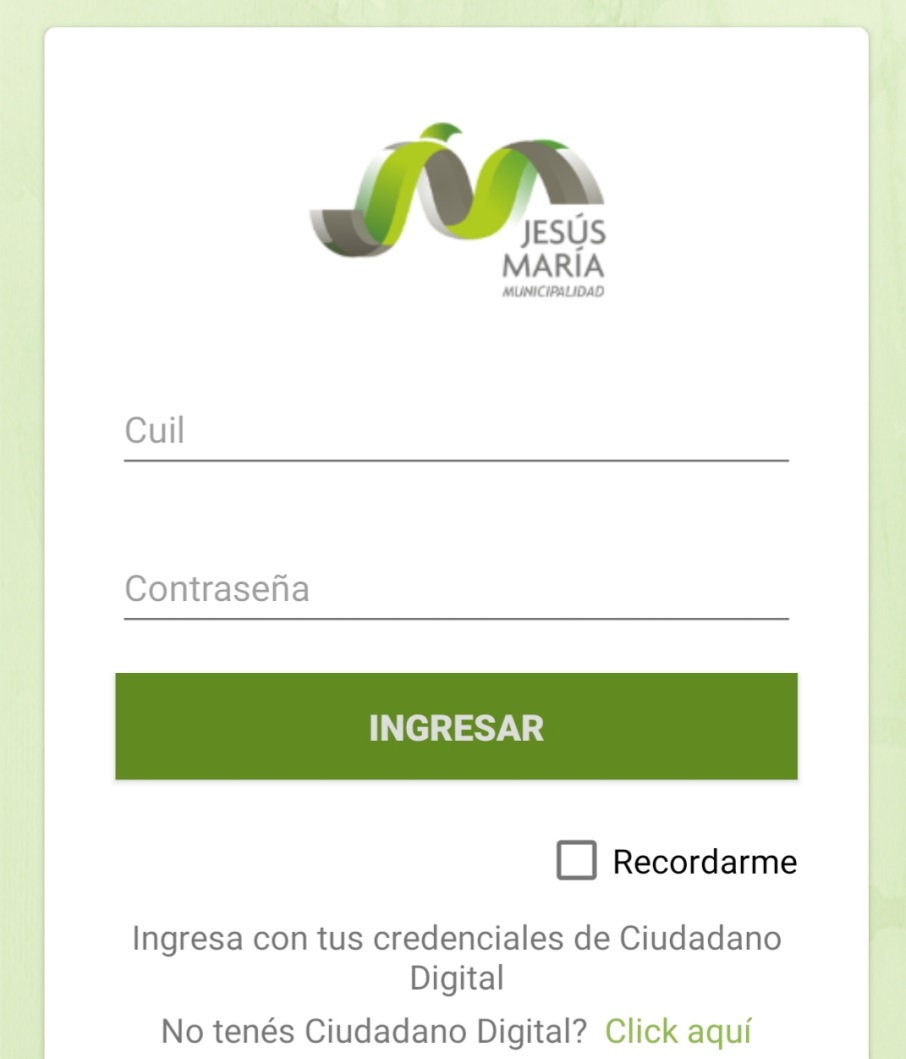 JESÚS
MARÍA
MUNICIPALIDAD
Cuil
Contraseña
INGRESAR
Recordarme
Ingresa con tus credenciales de Ciudadano
Digital
No tenés Ciudadano Digital? Click aquí